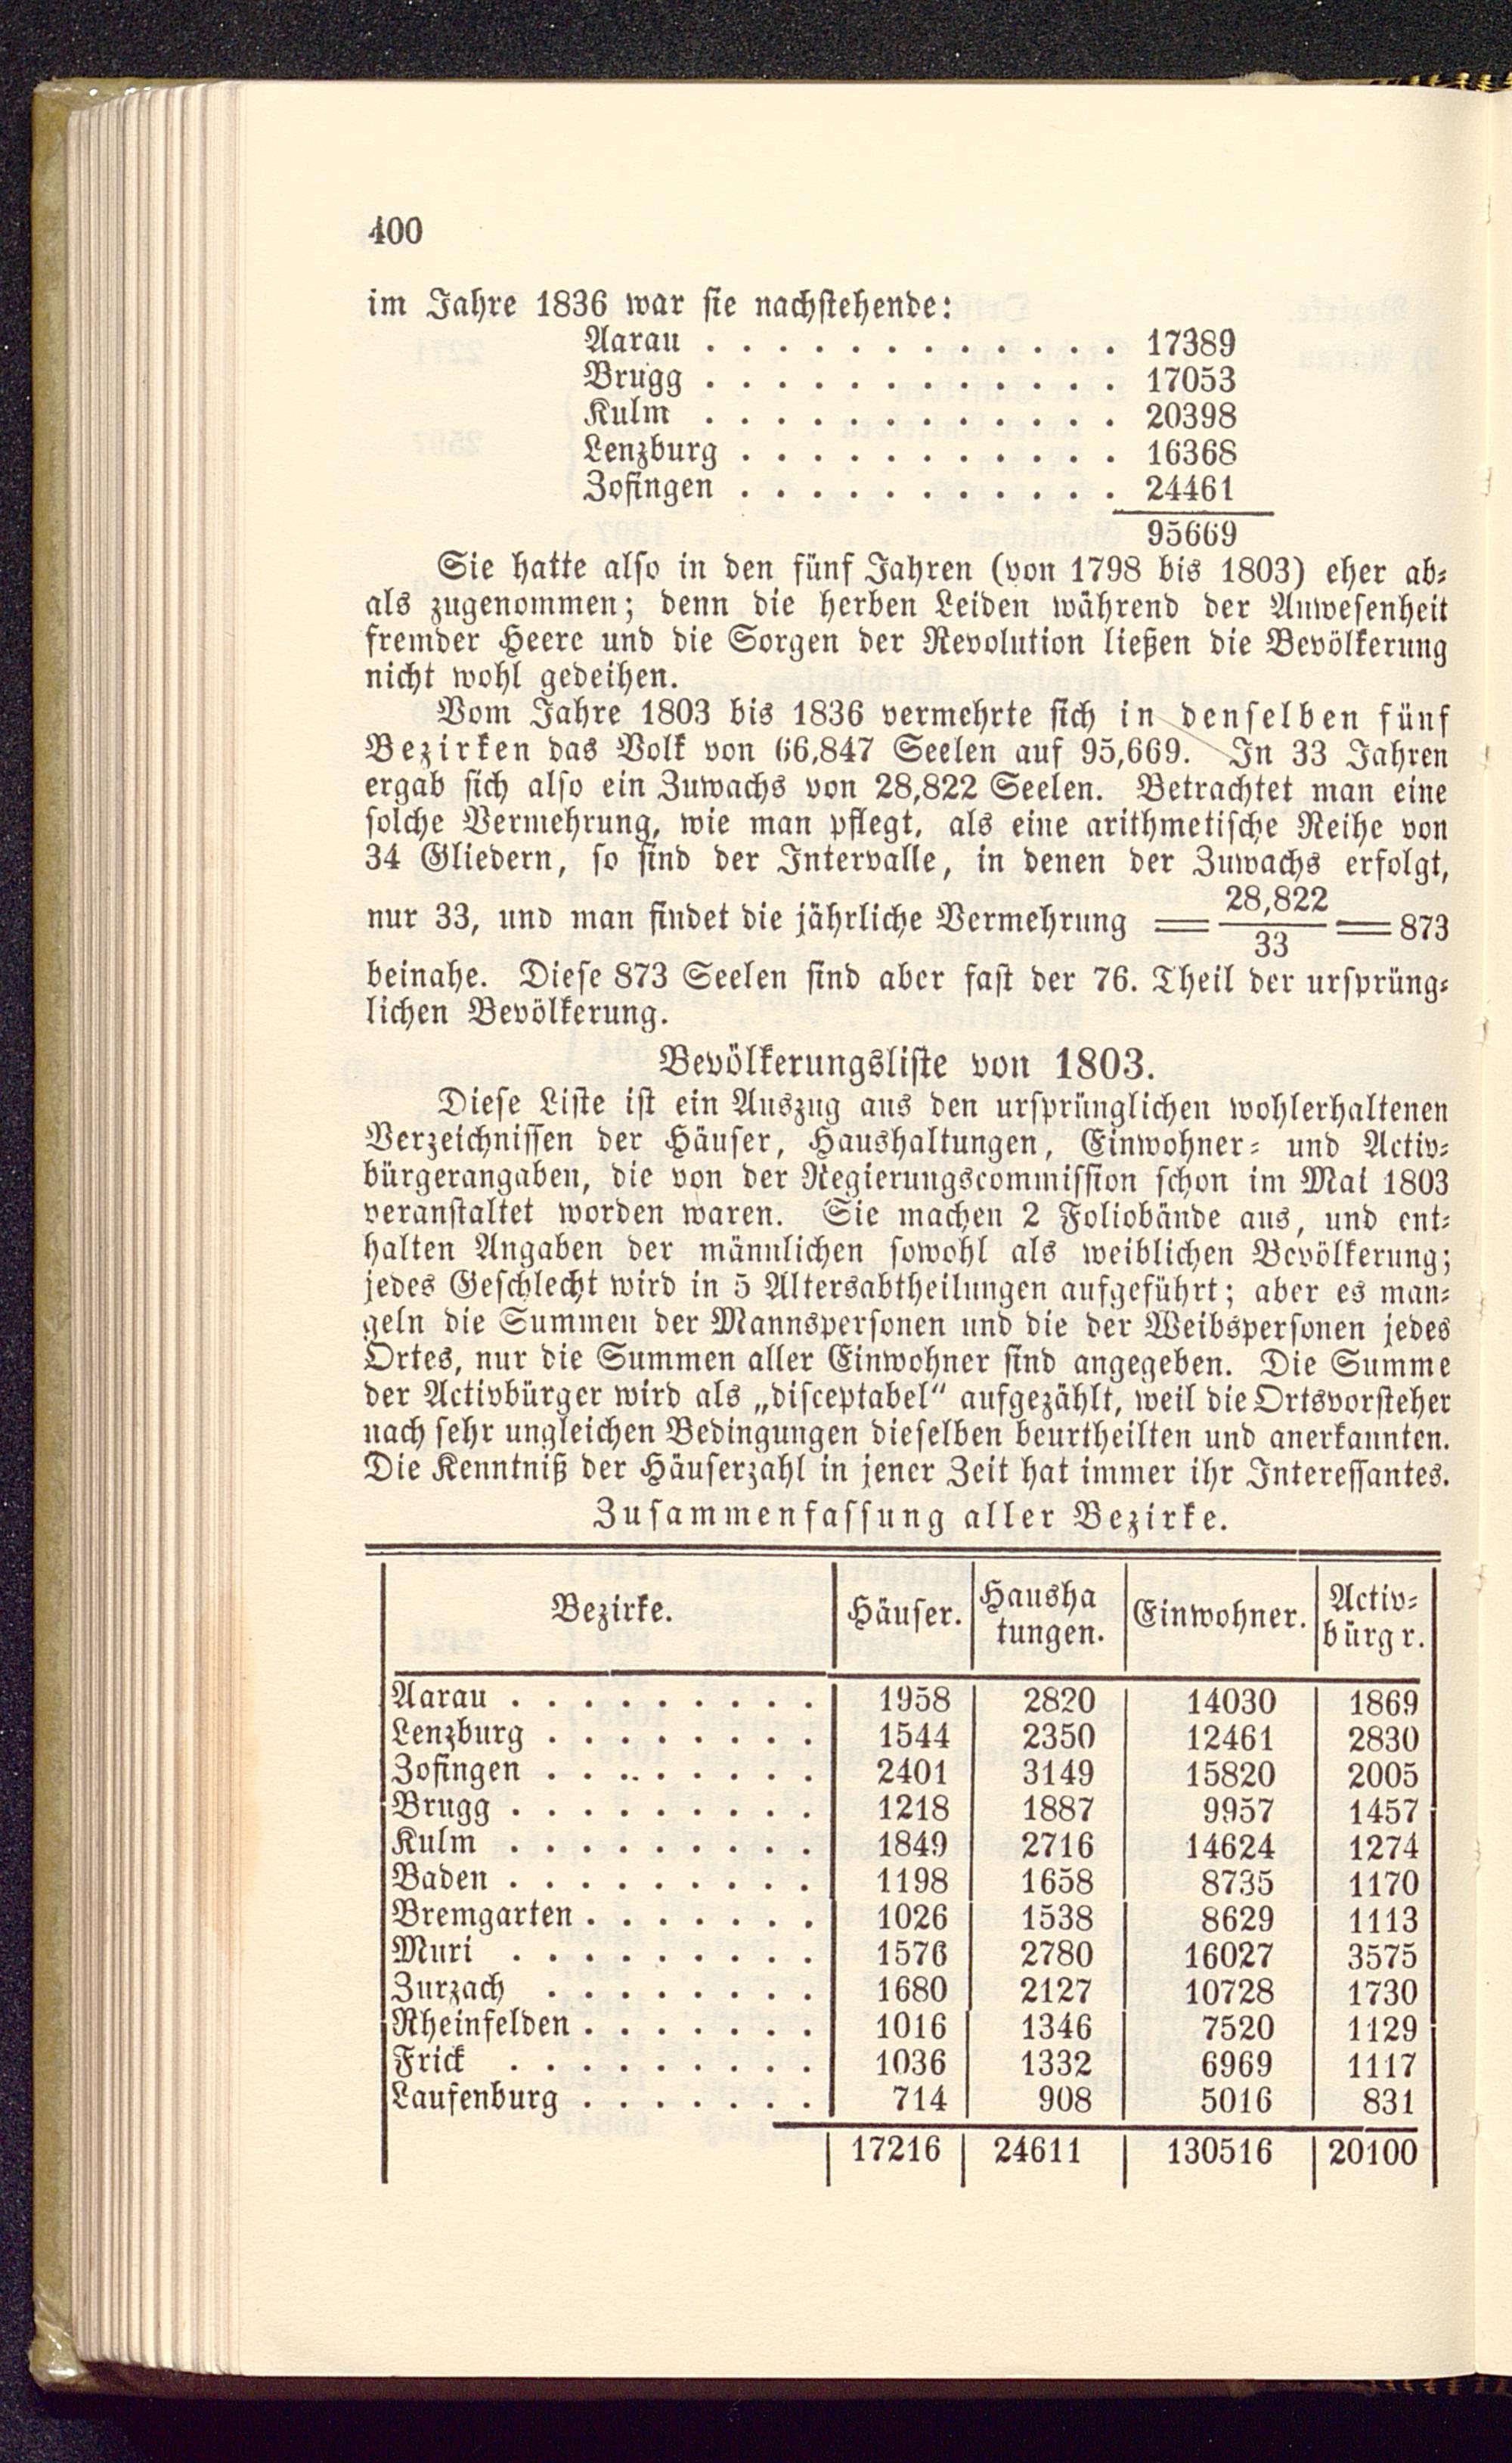 400
im Jahre 1836 war sie nachstehende:
Aarau . . . . . . . . . . . . 17389
Brugg . . . . . . . . . . . . 17053
Kulm . . . . . . . . . . . . 20398
Lenzburg . . . . . . . . . . . 16368
Zofingen . . . . . . . . . . . 24461
95669
Sie hatte also in den fünf Jahren (von 1798 bis 1803) eher ab-
als zugenommen; denn die herben Leiden während der Anwesenheit
fremder Heere und die Sorgen der Revolution ließen die Bevölkerung
nicht wohl gedeihen.
Vom Jahre 1803 bis 1836 vermehrte sich in denselben fünf
Bezirken das Volk von 66,847 Seelen auf 95,669. In 33 Jahren
ergab sich also ein Zuwachs von 28,822 Seelen. Betrachtet man eine
solche Vermehrung, wie man pflegt, als eine arithmetische Reihe von
34 Gliedern, so sind der Intervalle, in denen der Zuwachs erfolgt,
nur 33, und man findet die jährliche Vermehrung = 28,822/33 = 873
beinahe. Diese 873 Seelen sind aber fast der 76. Theil der ursprüng-
lichen Bevölkerung.
Bevölkerungsliste von 1803.
Diese Liste ist ein Auszug aus den ursprünglichen wohlerhaltenen
Verzeichnissen der Häuser, Haushaltungen, Einwohner- und Activ-
bürgerangaben, die von der Regierungscommission schon im Mai 1803
veranstaltet worden waren. Sie machen 2 Foliobände aus, und ent-
halten Angaben der männlichen sowohl als weiblichen Bevölkerung;
jedes Geschlecht wird in 5 Altersabtheilungen aufgeführt; aber es man-
geln die Summen der Mannspersonen und die der Weibspersonen jedes
Ortes, nur die Summen aller Einwohner sind angegeben. Die Summe
der Activbürger wird als „disceptabel“ aufgezählt, weil die Ortsvorsteher
nach sehr ungleichen Bedingungen dieselben beurtheilten und anerkannten.
Die Kenntniß der Häuserzahl in jener Zeit hat immer ihr Interessantes.
Zusammenfassung aller Bezirke.
Bezirke. Häuser. Hausha tungen. Einwohner. Activ- bürg r.
Aarau . . . . . . . . . 1958 2820 14030 1869
Lenzburg . . . . . . . . 1544 2350 12461 2830
Zofingen . . . . . . . . 2401 3149 15820 2005
Brugg . . . . . . . . . 1218 1887 9957 1457
Kulm . . . . . . . . . 1849 2716 14624 1274
Baden . . . . . . . . . 1198 1658 8735 1170
Bremgarten . . . . . . . 1026 1538 8629 1113
Muri . . . . . . . . . 1576 2780 16027 3575
Zurzach . . . . . . . . 1680 2127 10728 1730
Rheinfelden . . . . . . . 1016 1346 7520 1129
Frick . . . . . . . . . 1036 1332 6969 1117
Laufenburg . . . . . . . 714 908 5016 831
17216 24611 130516 20100